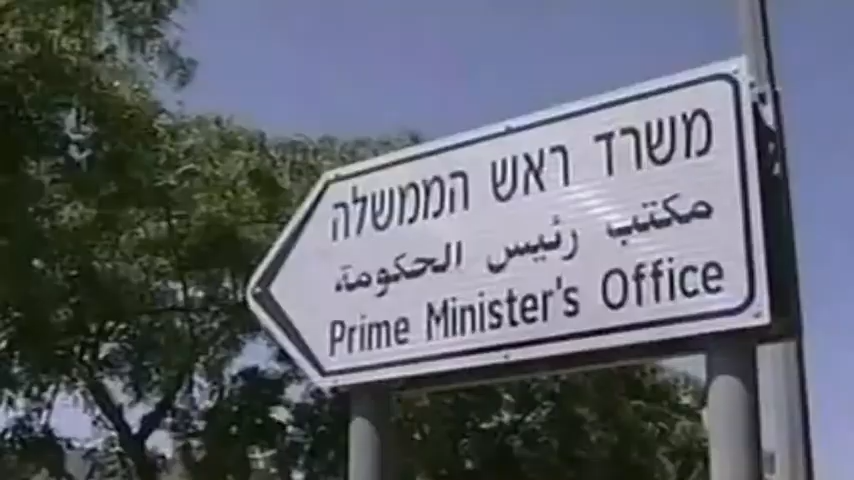 משרד ראש הממשלה
مكتب رئيس الحكومة
Prime Minister's Office